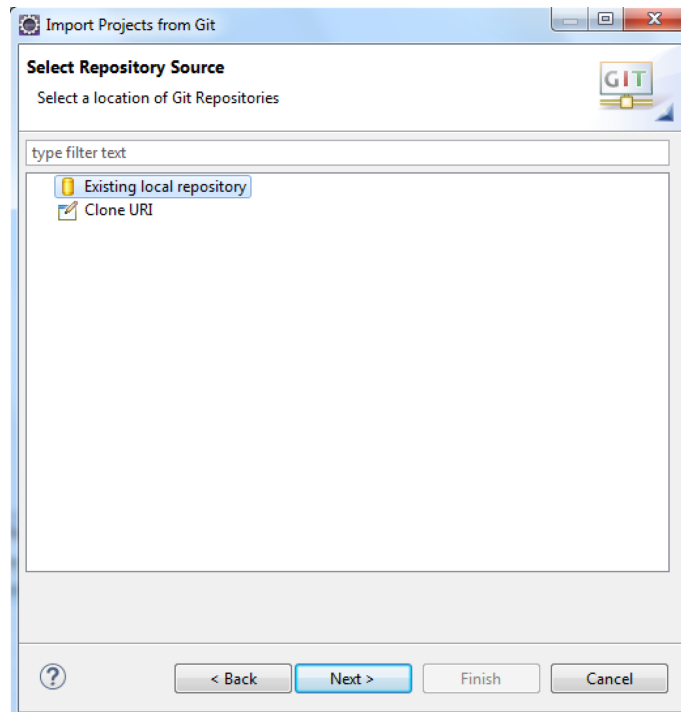 Import Projects from Git
Select Repository Source
Select a location of Git Repositories
GIT
type filter text
Existing local repository
Clone URI
?
< Back
Next >
Finish
Cancel